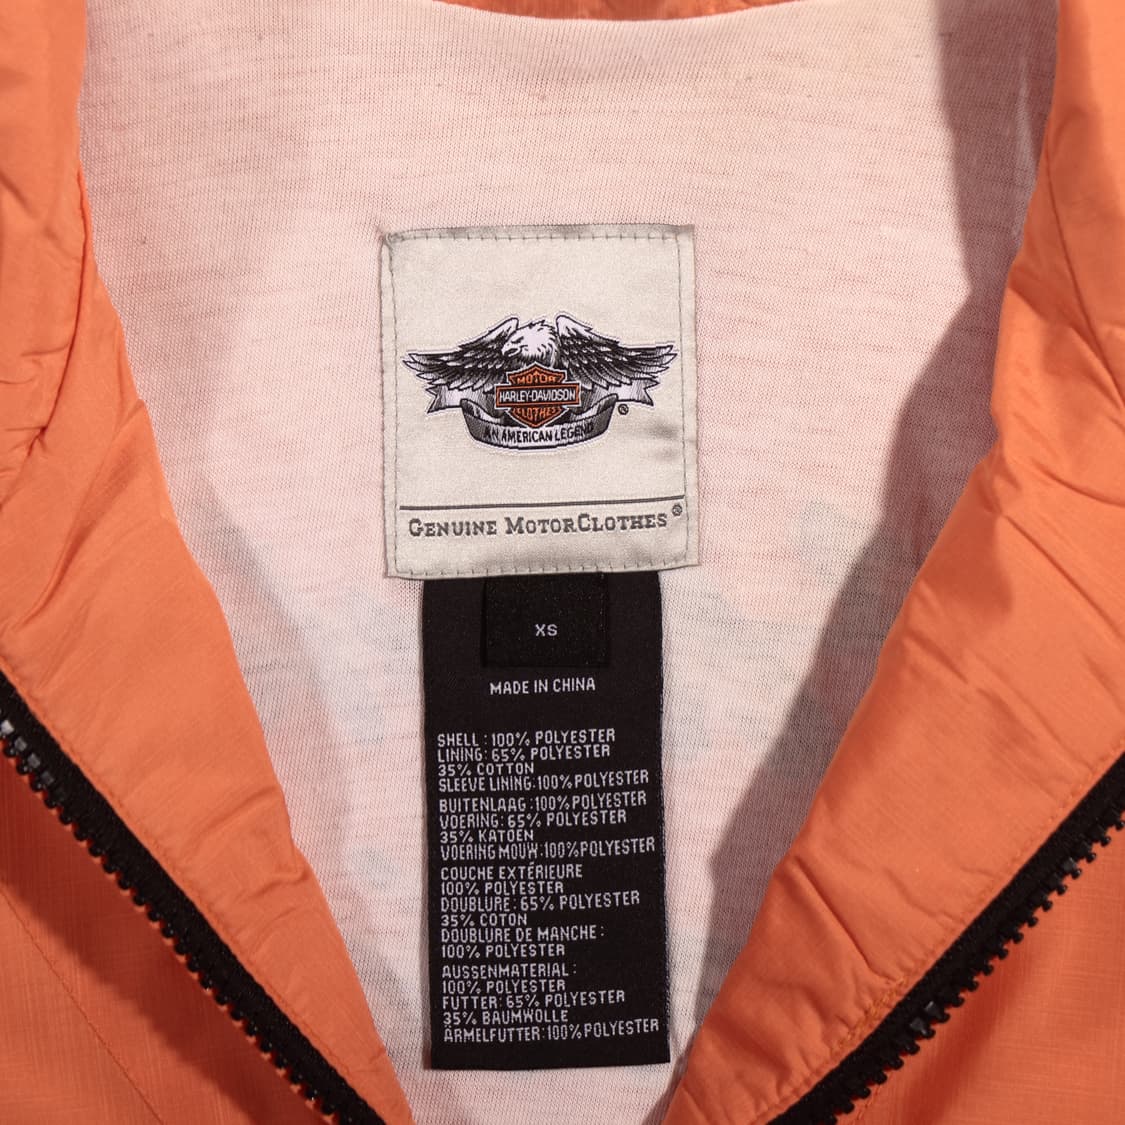 MOTOR
HARLEY-DAVIDSON
CLOTHES
®
AN AMERICAN LEGEND
GENUINE MOTORCLOTHES®
XS
MADE IN CHINA
SHELL : 100% POLYESTER
LINING: 65% POLYESTER
35% COTTON
SLEEVE LINING:100%POLYESTER
BUITENLAAG :100%POLYESTER
VOERING: 65% POLYESTER
35% KATOEN
VOERING MOUW:100%POLYESTER
COUCHE EXTÉRIEURE
100% POLYESTER
DOUBLURE: 65% POLYESTER
35% COTON
DOUBLURE DE MANCHE :
100% POLYESTER
AUSSENMATERIAL :
100% POLYESTER
FUTTER: 65% POLYESTER
35% BAUMWOLLE
ÄRMELFUTTER:100%POLYESTER